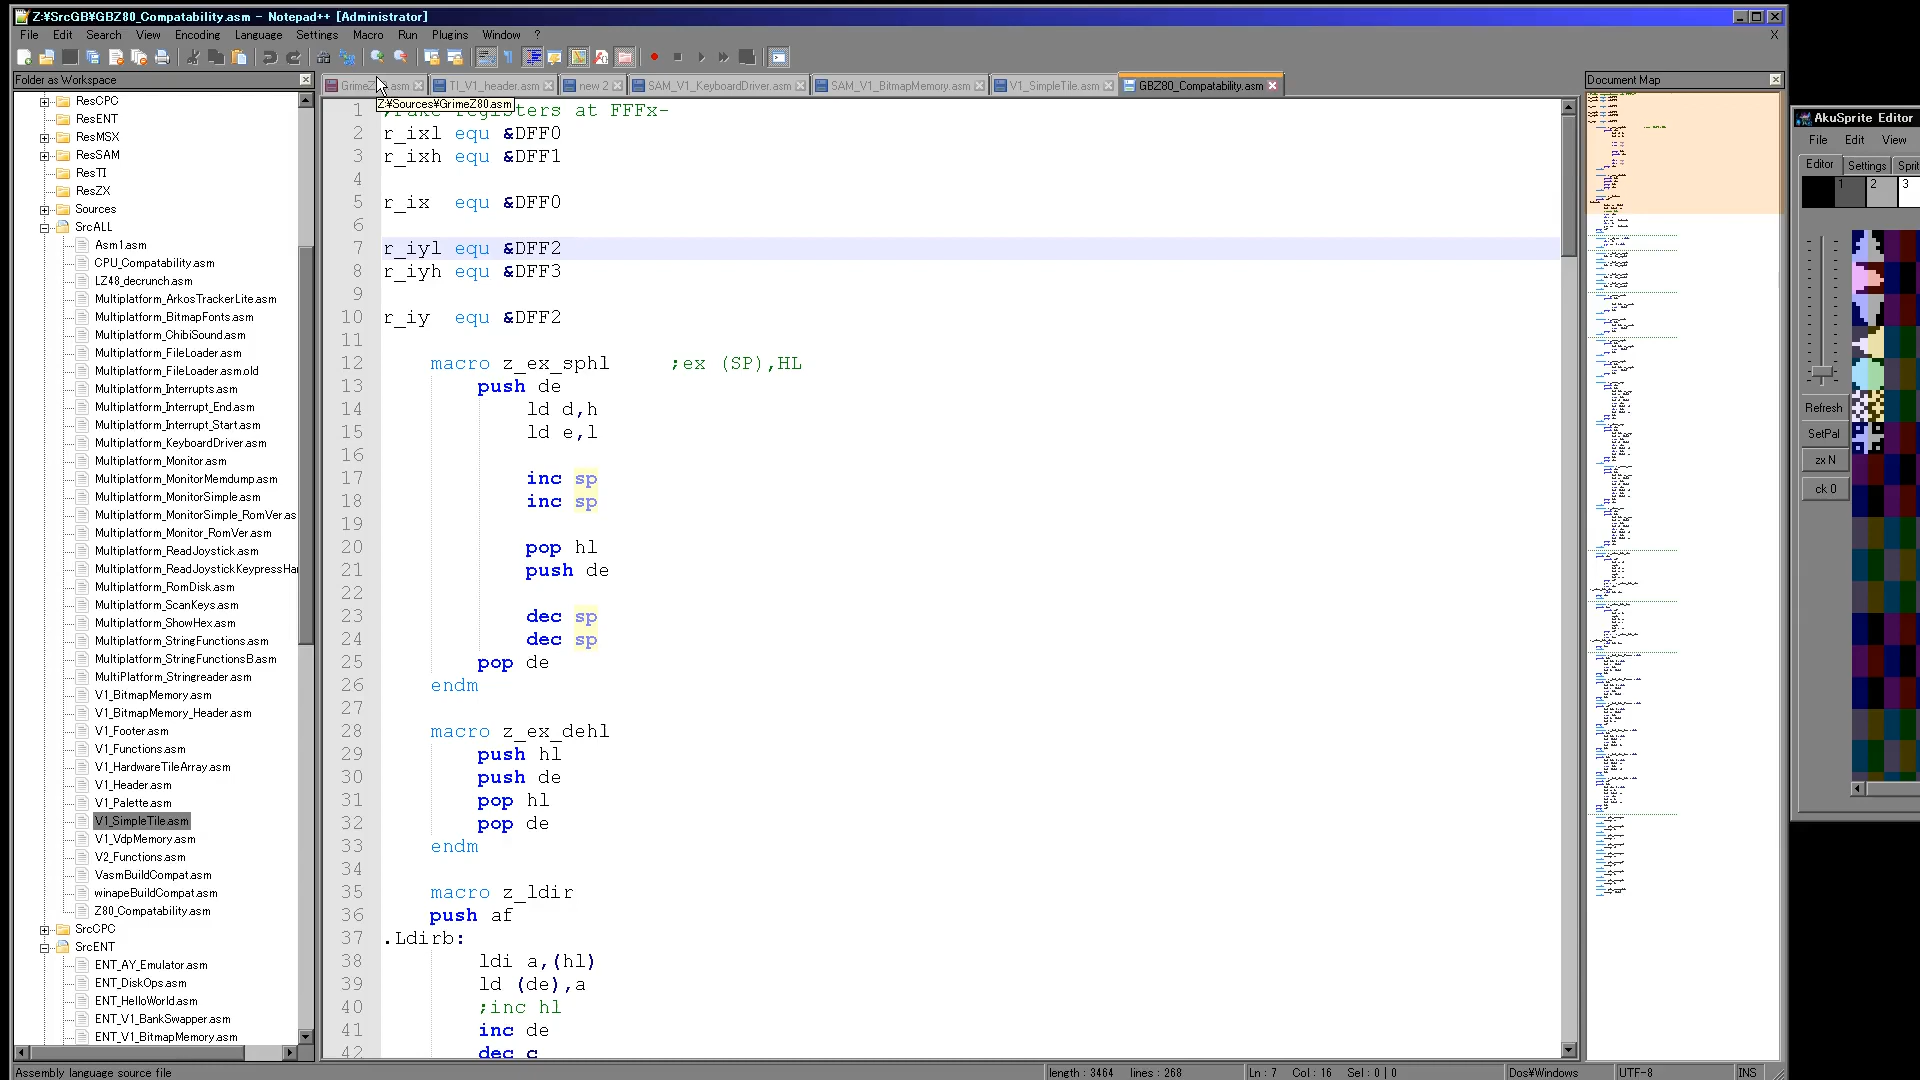 Z:¥SrcGB¥GBZ80_Compatability.asm - Notepad++ [Administrator]
File Edit Search View Encoding Language Settings Macro Run Plugins Window ? X
Folder as Workspace
ResCPC
ResENT
ResMSX
ResSAM
ResTI
ResZX
Sources
SrcALL
Asm1.asm
CPU_Compatability.asm
LZ48_decrunch.asm
Multiplatform_ArkosTrackerLite.asm
Multiplatform_BitmapFonts.asm
Multiplatform_ChibiSound.asm
Multiplatform_FileLoader.asm
Multiplatform_FileLoader.asm.old
Multiplatform_Interrupts.asm
Multiplatform_Interrupt_End.asm
Multiplatform_Interrupt_Start.asm
Multiplatform_KeyboardDriver.asm
Multiplatform_Monitor.asm
Multiplatform_MonitorMemdump.asm
Multiplatform_MonitorSimple.asm
Multiplatform_MonitorSimple_RomVer.as
Multiplatform_Monitor_RomVer.asm
Multiplatform_ReadJoystick.asm
Multiplatform_ReadJoystickKeypressHa
Multiplatform_RomDisk.asm
Multiplatform_ScanKeys.asm
Multiplatform_ShowHex.asm
Multiplatform_StringFunctions.asm
Multiplatform_StringFunctionsB.asm
MultiPlatform_Stringreader.asm
V1_BitmapMemory.asm
V1_BitmapMemory_Header.asm
V1_Footer.asm
V1_Functions.asm
V1_HardwareTileArray.asm
V1_Header.asm
V1_Palette.asm
V1_SimpleTile.asm
V1_VdpMemory.asm
V2_Functions.asm
VasmBuildCompat.asm
winapeBuildCompat.asm
Z80_Compatability.asm
SrcCPC
SrcENT
ENT_AY_Emulator.asm
ENT_DiskOps.asm
ENT_HelloWorld.asm
ENT_V1_BankSwapper.asm
ENT_V1_BitmapMemory.asm
TI_V1_header.asm new 2 SAM_V1_KeyboardDriver.asm SAM_V1_BitmapMemory.asm V1_SimpleTile.asm GBZ80_Compatability.asm
Z:¥Sources¥GrimeZ80.asm
1 at FFFx-
2 r_ixl equ &DFF0
3 r_ixh equ &DFF1
4
5 r_ix equ &DFF0
6
7 r_iyl equ &DFF2
8 r_iyh equ &DFF3
9
10 r_iy equ &DFF2
11
12 macro z_ex_sphl ;ex (SP),HL
13 push de
14 ld d,h
15 ld e,l
16
17 inc sp
18 inc sp
19
20 pop hl
21 push de
22
23 dec sp
24 dec sp
25 pop de
26 endm
27
28 macro z_ex_dehl
29 push hl
30 push de
31 pop hl
32 pop de
33 endm
34
35 macro z_ldir
36 push af
37 .Ldirb:
38 ldi a,(hl)
39 ld (de),a
40 ;inc hl
41 inc de
42 dec c
Document Map
AkuSprite Editor
File Edit View
Editor Settings Sprit
1 2 3
Refresh
SetPal
zx N
ck 0
Assembly language source file length : 3464 lines : 268 Ln : 7 Col : 16 Sel : 0 | 0 Dos¥Windows UTF-8 INS